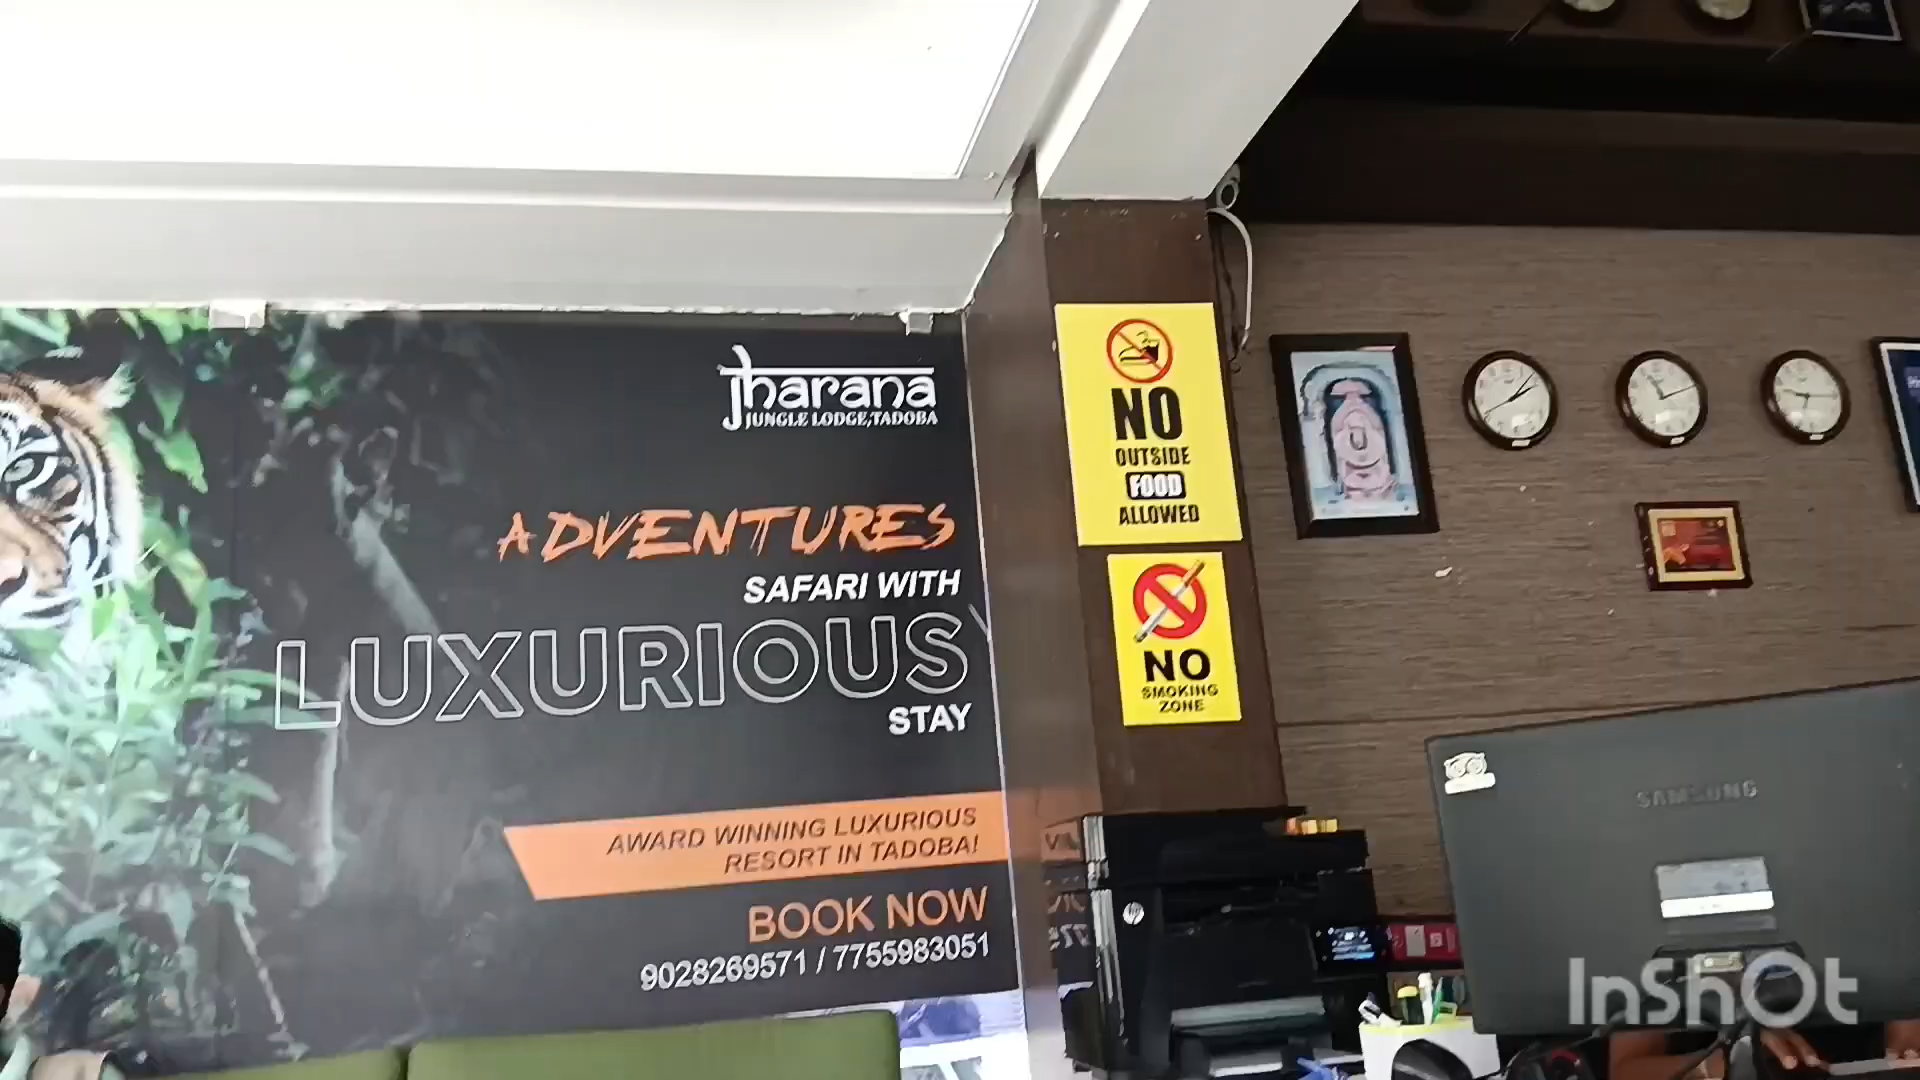 Jharana
JUNGLE LODGE,TADOBA
ADVENTURES
SAFARI WITH
LUXURIOUS
STAY
AWARD WINNING LUXURIOUS
RESORT IN TADOBA!
BOOK NOW
9028269571 / 7755983051
NO
OUTSIDE
FOOD
ALLOWED
NO
SMOKING
ZONE
SAMSUNG
hp
InShOt